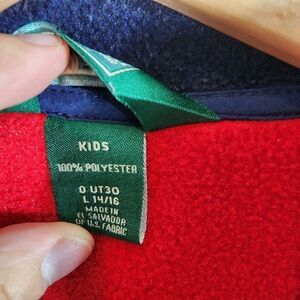 KIDS
100% POLYESTER
0 UT30
L 14/16
MADE IN
EL SALVADOR
OF U.S. FABRIC